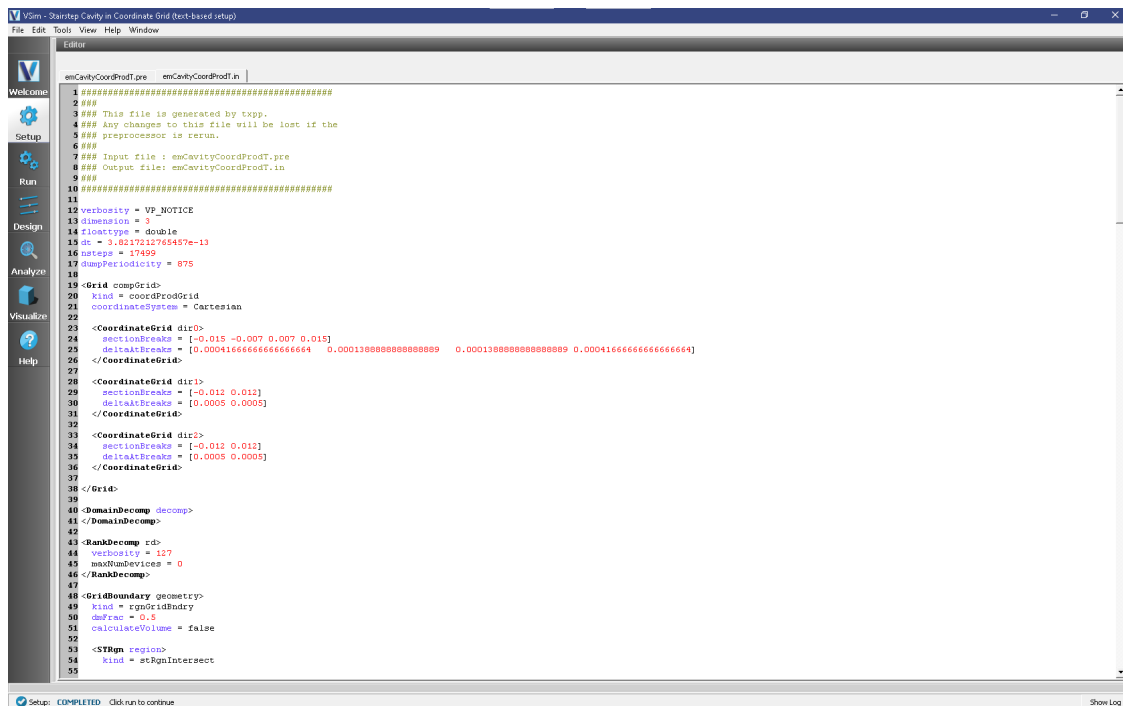 VSim - Stairstep Cavity in Coordinate Grid (text-based setup)
File Edit Tools View Help Window
Editor
emCavityCoordProdT.pre emCavityCoordProdT.in
Welcome
Setup
Run
Design
Analyze
Visualize
Help
1 ###############################################
2 ###
3 ### This file is generated by txpp.
4 ### Any changes to this file will be lost if the
5 ### preprocessor is rerun.
6 ###
7 ### Input file : emCavityCoordProdT.pre
8 ### Output file: emCavityCoordProdT.in
9 ###
10 ###############################################
11
12 verbosity = VP_NOTICE
13 dimension = 3
14 floattype = double
15 dt = 3.8217212765457e-13
16 nsteps = 17499
17 dumpPeriodicity = 875
18
19 <Grid compGrid>
20 kind = coordProdGrid
21 coordinateSystem = Cartesian
22
23 <CoordinateGrid dir0>
24 sectionBreaks = [-0.015 -0.007 0.007 0.015]
25 deltaAtBreaks = [0.00041666666666666664 0.0001388888888888889 0.0001388888888888889 0.00041666666666666664]
26 </CoordinateGrid>
27
28 <CoordinateGrid dir1>
29 sectionBreaks = [-0.012 0.012]
30 deltaAtBreaks = [0.0005 0.0005]
31 </CoordinateGrid>
32
33 <CoordinateGrid dir2>
34 sectionBreaks = [-0.012 0.012]
35 deltaAtBreaks = [0.0005 0.0005]
36 </CoordinateGrid>
37
38 </Grid>
39
40 <DomainDecomp decomp>
41 </DomainDecomp>
42
43 <RankDecomp rd>
44 verbosity = 127
45 maxNumDevices = 0
46 </RankDecomp>
47
48 <GridBoundary geometry>
49 kind = rgnGridBndry
50 dmFrac = 0.5
51 calculateVolume = false
52
53 <STRgn region>
54 kind = stRgnIntersect
55
Setup: COMPLETED Click run to continue
Show Log